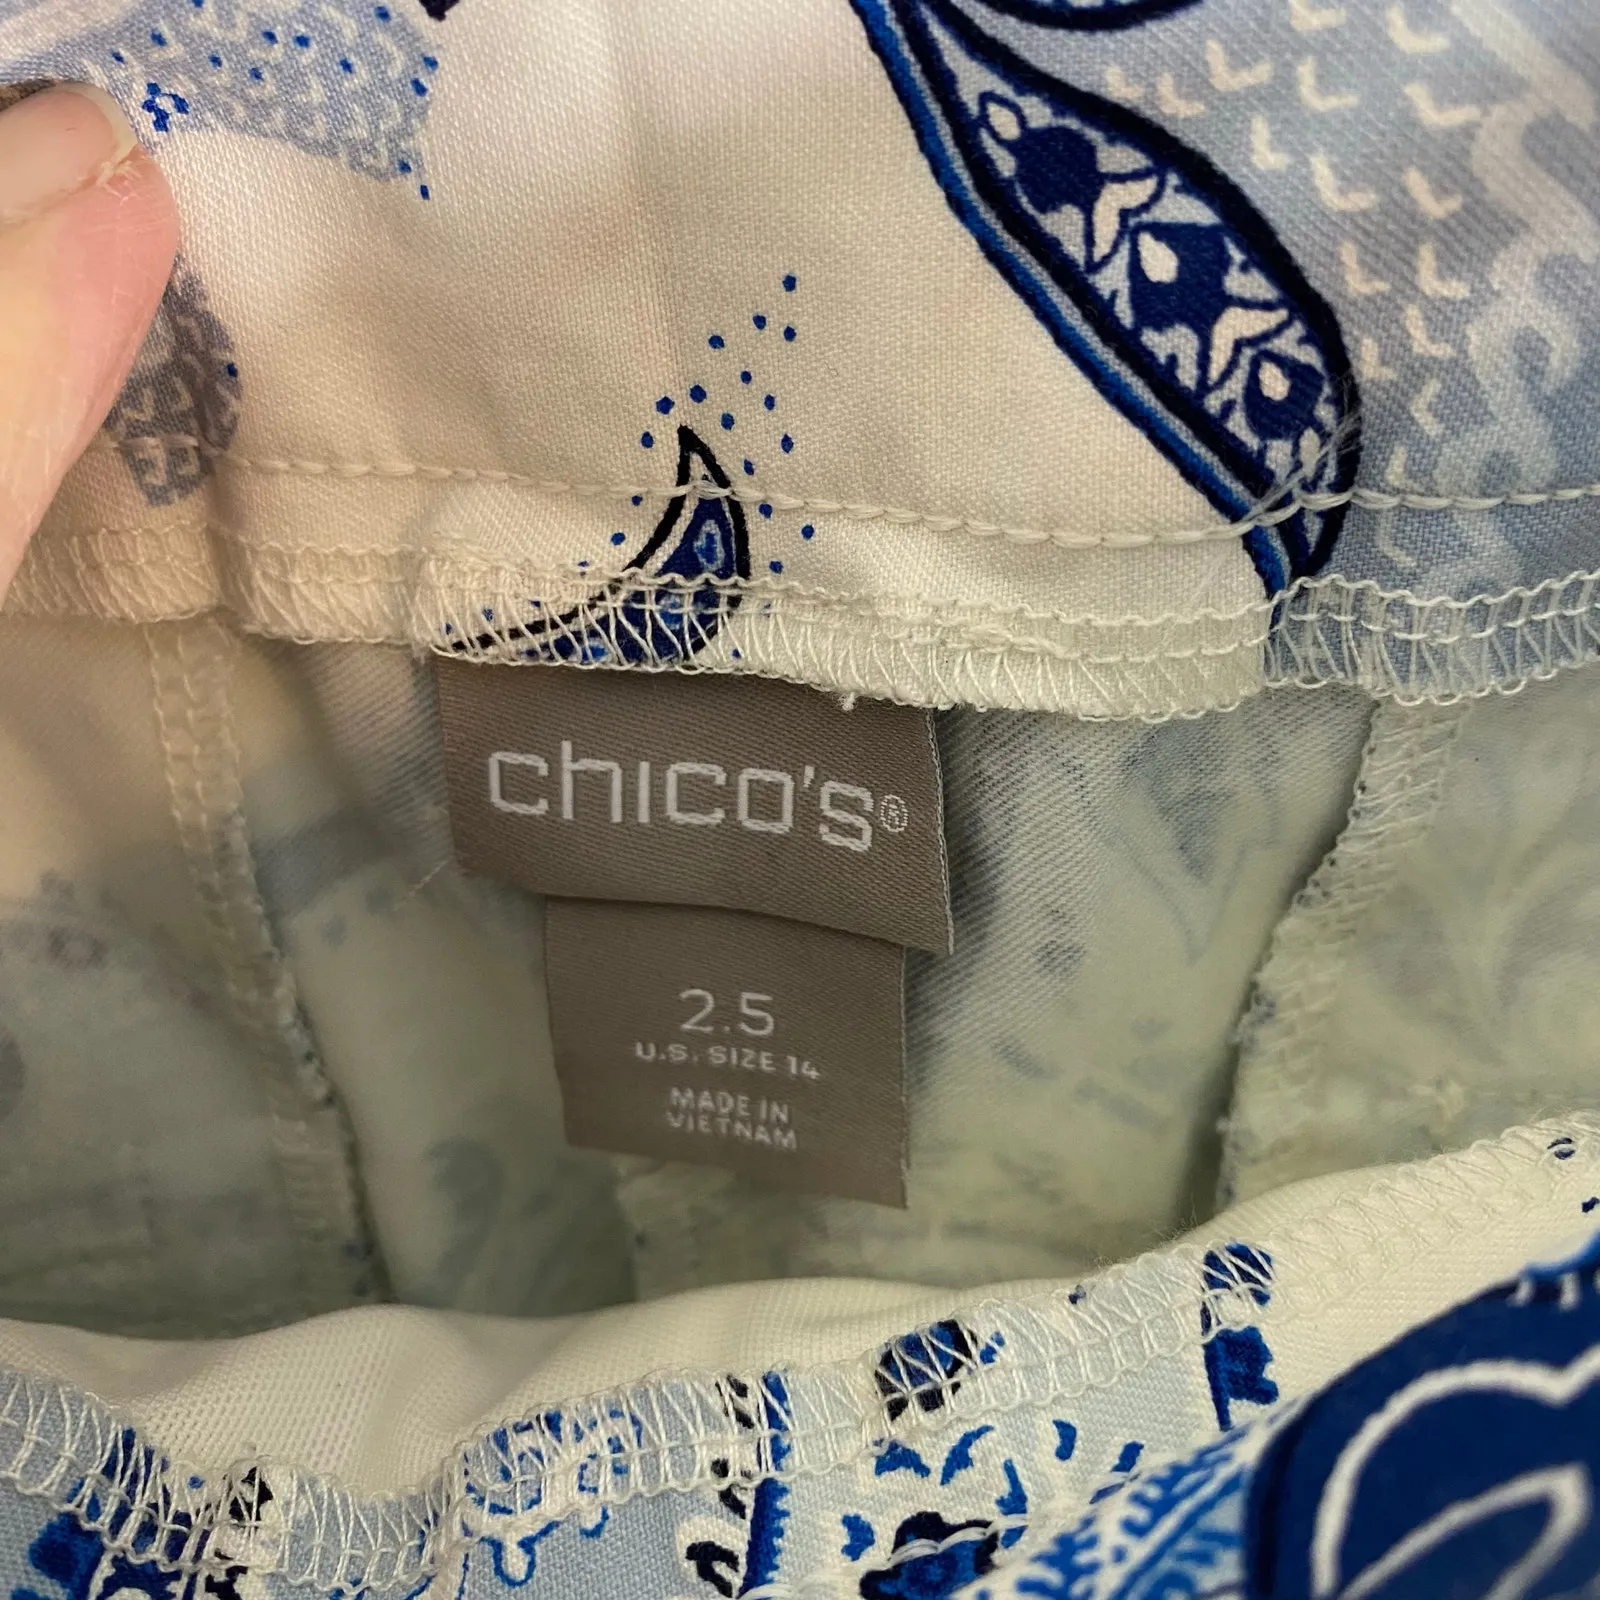 chico's®
2.5
U.S. SIZE 14
MADE IN
VIETNAM